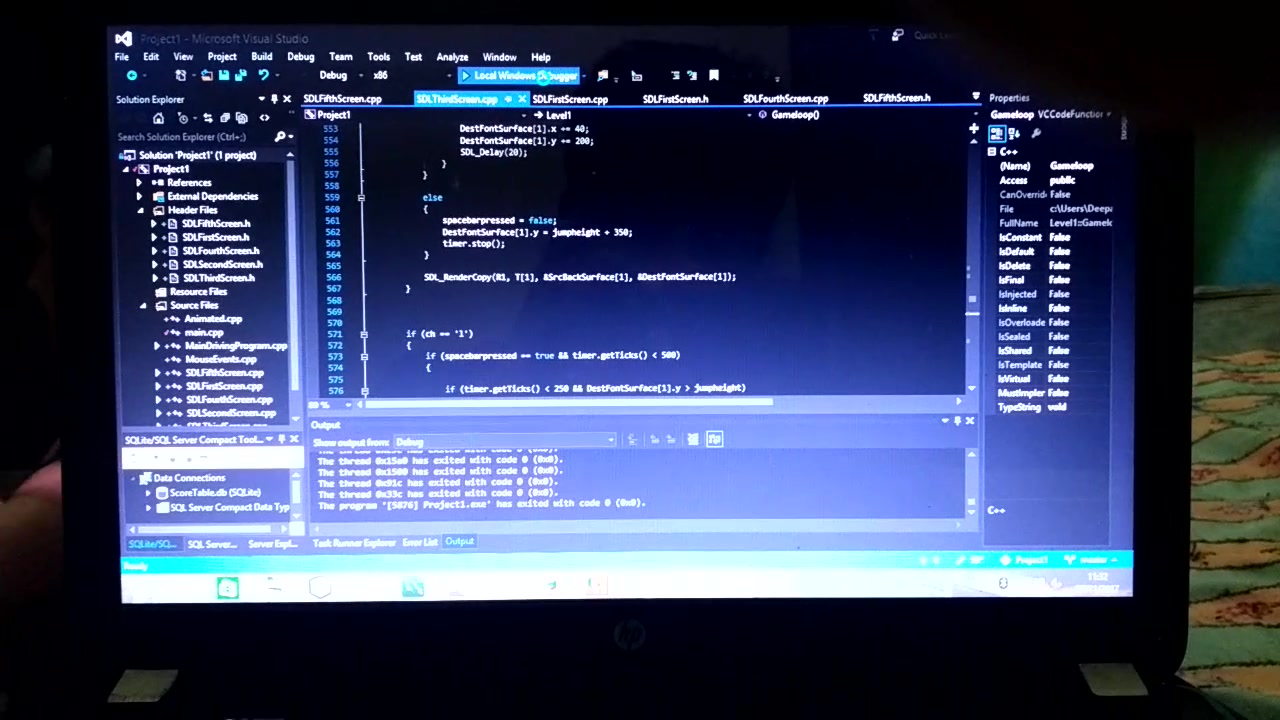 Project1 - Microsoft Visual Studio
File Edit View Project Build Debug Team Tools Test Analyze Window Help
Debug x86 Local Windows Debugger
Solution Explorer
Search Solution Explorer (Ctrl+;)
Solution 'Project1' (1 project)
Project1
References
External Dependencies
Header Files
SDLFifthScreen.h
SDLFirstScreen.h
SDLFourthScreen.h
SDLSecondScreen.h
SDLThirdScreen.h
Resource Files
Source Files
Animated.cpp
main.cpp
MainDrivingProgram.cpp
MouseEvents.cpp
SDLFifthScreen.cpp
SDLFirstScreen.cpp
SDLFourthScreen.cpp
SDLSecondScreen.cpp
SQLite/SQL Server Compact Tool...
Data Connections
ScoreTable.db (SQLite)
SQL Server Compact Data Typ
SQLite/SQ... SQL Server... Server Expl...
SDLFifthScreen.cpp SDLThirdScreen.cpp SDLFirstScreen.cpp SDLFirstScreen.h SDLFourthScreen.cpp SDLFifthScreen.h
Project1 Level1 Gameloop()
553 DestFontSurface[1].x += 40;
554 DestFontSurface[1].y += 200;
555 SDL_Delay(20);
556 }
557 }
558
559 else
560 {
561 spacebarpressed = false;
562 DestFontSurface[1].y = jumpheight + 350;
563 timer.stop();
564 }
565
566 SDL_RenderCopy(R1, T[1], &SrcBackSurface[1], &DestFontSurface[1]);
567 }
568
569
570
571 if (ch == 'l')
572 {
573 if (spacebarpressed == true && timer.getTicks() < 500)
574 {
575
576 if (timer.getTicks() < 250 && DestFontSurface[1].y > jumpheight)
Output
Show output from: Debug
The thread 0x15a0 has exited with code 0 (0x0).
The thread 0x1500 has exited with code 0 (0x0).
The thread 0x91c has exited with code 0 (0x0).
The thread 0x33c has exited with code 0 (0x0).
The program '[5876] Project1.exe' has exited with code 0 (0x0).
Task Runner Explorer Error List Output
Properties
Gameloop VCCodeFunction
C++
(Name) Gameloop
Access public
CanOverrid False
File c:\Users\Deepa
FullName Level1::Gamelo
IsConstant False
IsDefault False
IsDelete False
IsFinal False
IsInjected False
IsInline False
IsOverloade False
IsSealed False
IsShared False
IsTemplate False
IsVirtual False
MustImpler False
TypeString void
C++
Ready
Project1 master
11:32
hp